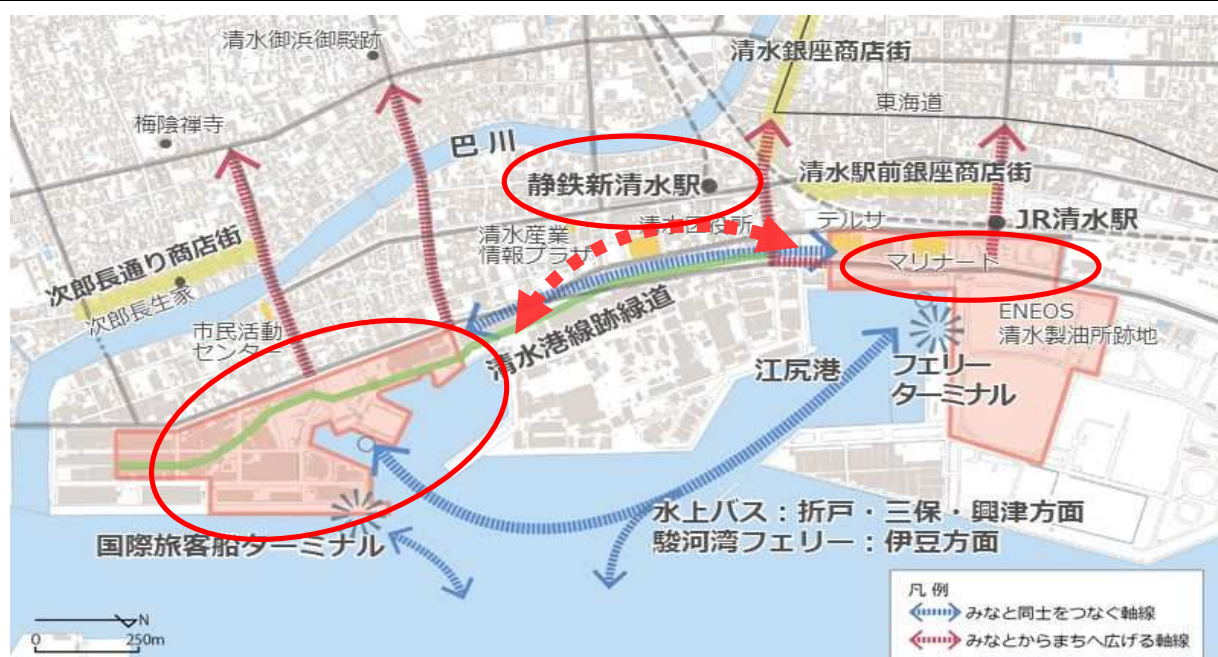 清水御浜御殿跡
清水銀座商店街
東海道
梅陰禅寺
巴川
静鉄新清水駅
清水駅前銀座商店街
JR清水駅
清水産業
情報プラザ
清水区役所
テルサ
マリナート
次郎長通り商店街
次郎長生家
市民活動
センター
清水港線跡緑道
江尻港
ENEOS
清水製油所跡地
フェリー
ターミナル
水上バス：折戸・三保・興津方面
駿河湾フェリー：伊豆方面
国際旅客船ターミナル
N
0 250m
凡例
みなと同士をつなぐ軸線
みなとからまちへ広げる軸線